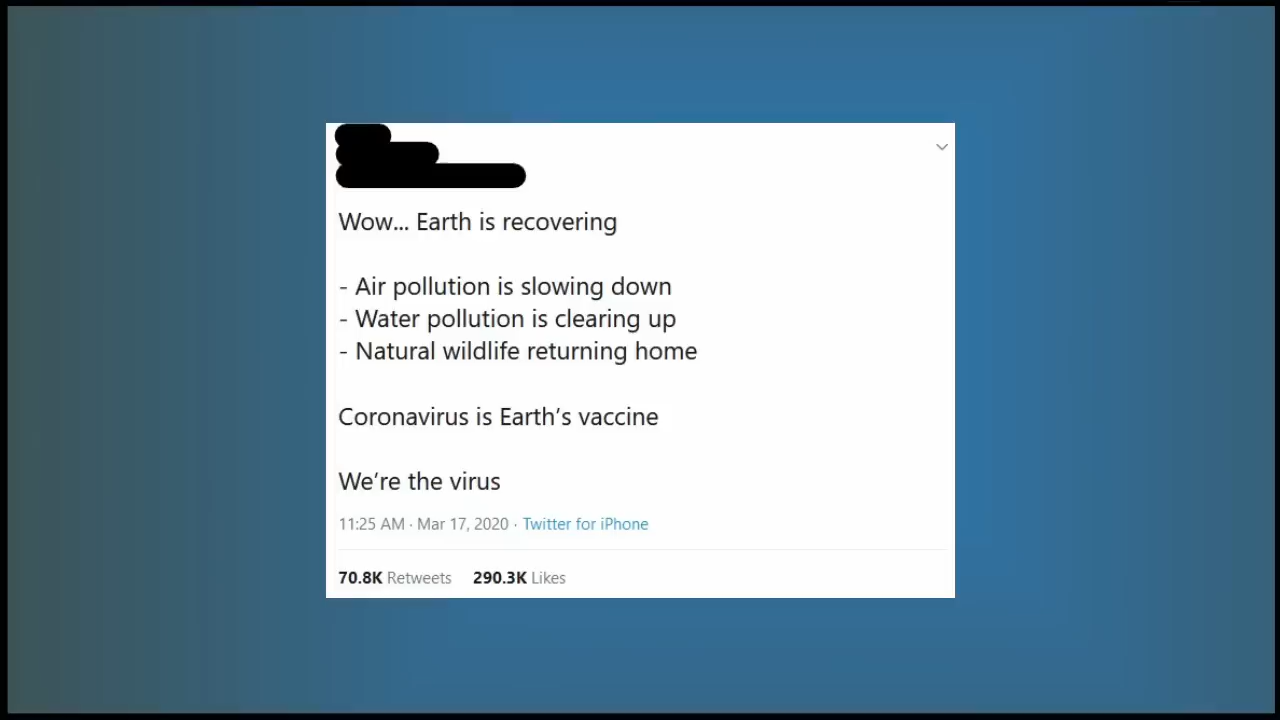 Wow... Earth is recovering
- Air pollution is slowing down
- Water pollution is clearing up
- Natural wildlife returning home
Coronavirus is Earth’s vaccine
We’re the virus
11:25 AM · Mar 17, 2020 · Twitter for iPhone
70.8K Retweets 290.3K Likes